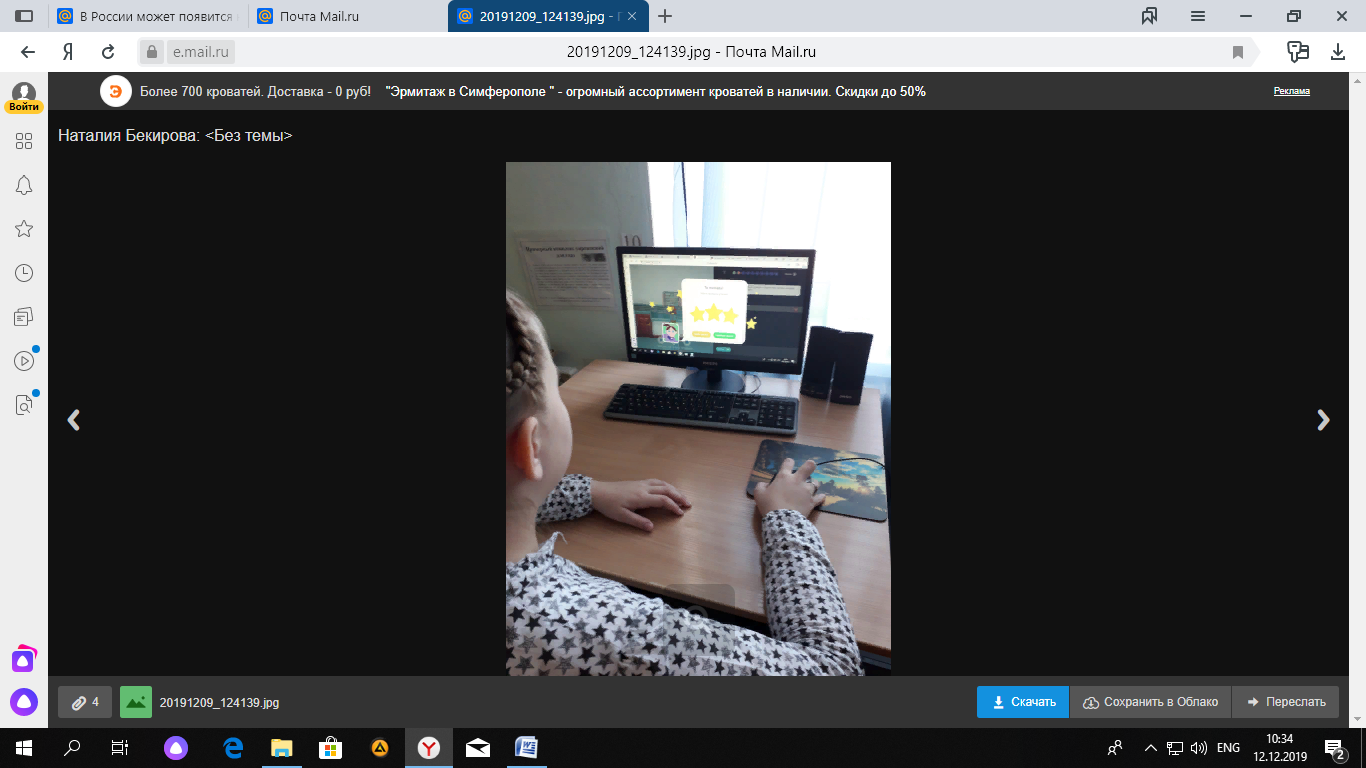 В России может появится
Почта Mail.ru
20191209_124139.jpg -
Я
e.mail.ru
20191209_124139.jpg - Почта Mail.ru
Войти
Э
Более 700 кроватей. Доставка - 0 руб!
"Эрмитаж в Симферополе " - огромный ассортимент кроватей в наличии. Скидки до 50%
Реклама
Наталия Бекирова: <Без темы>
10
4
20191209_124139.jpg
Скачать
Сохранить в Облако
Переслать
ENG
10:34
12.12.2019
2